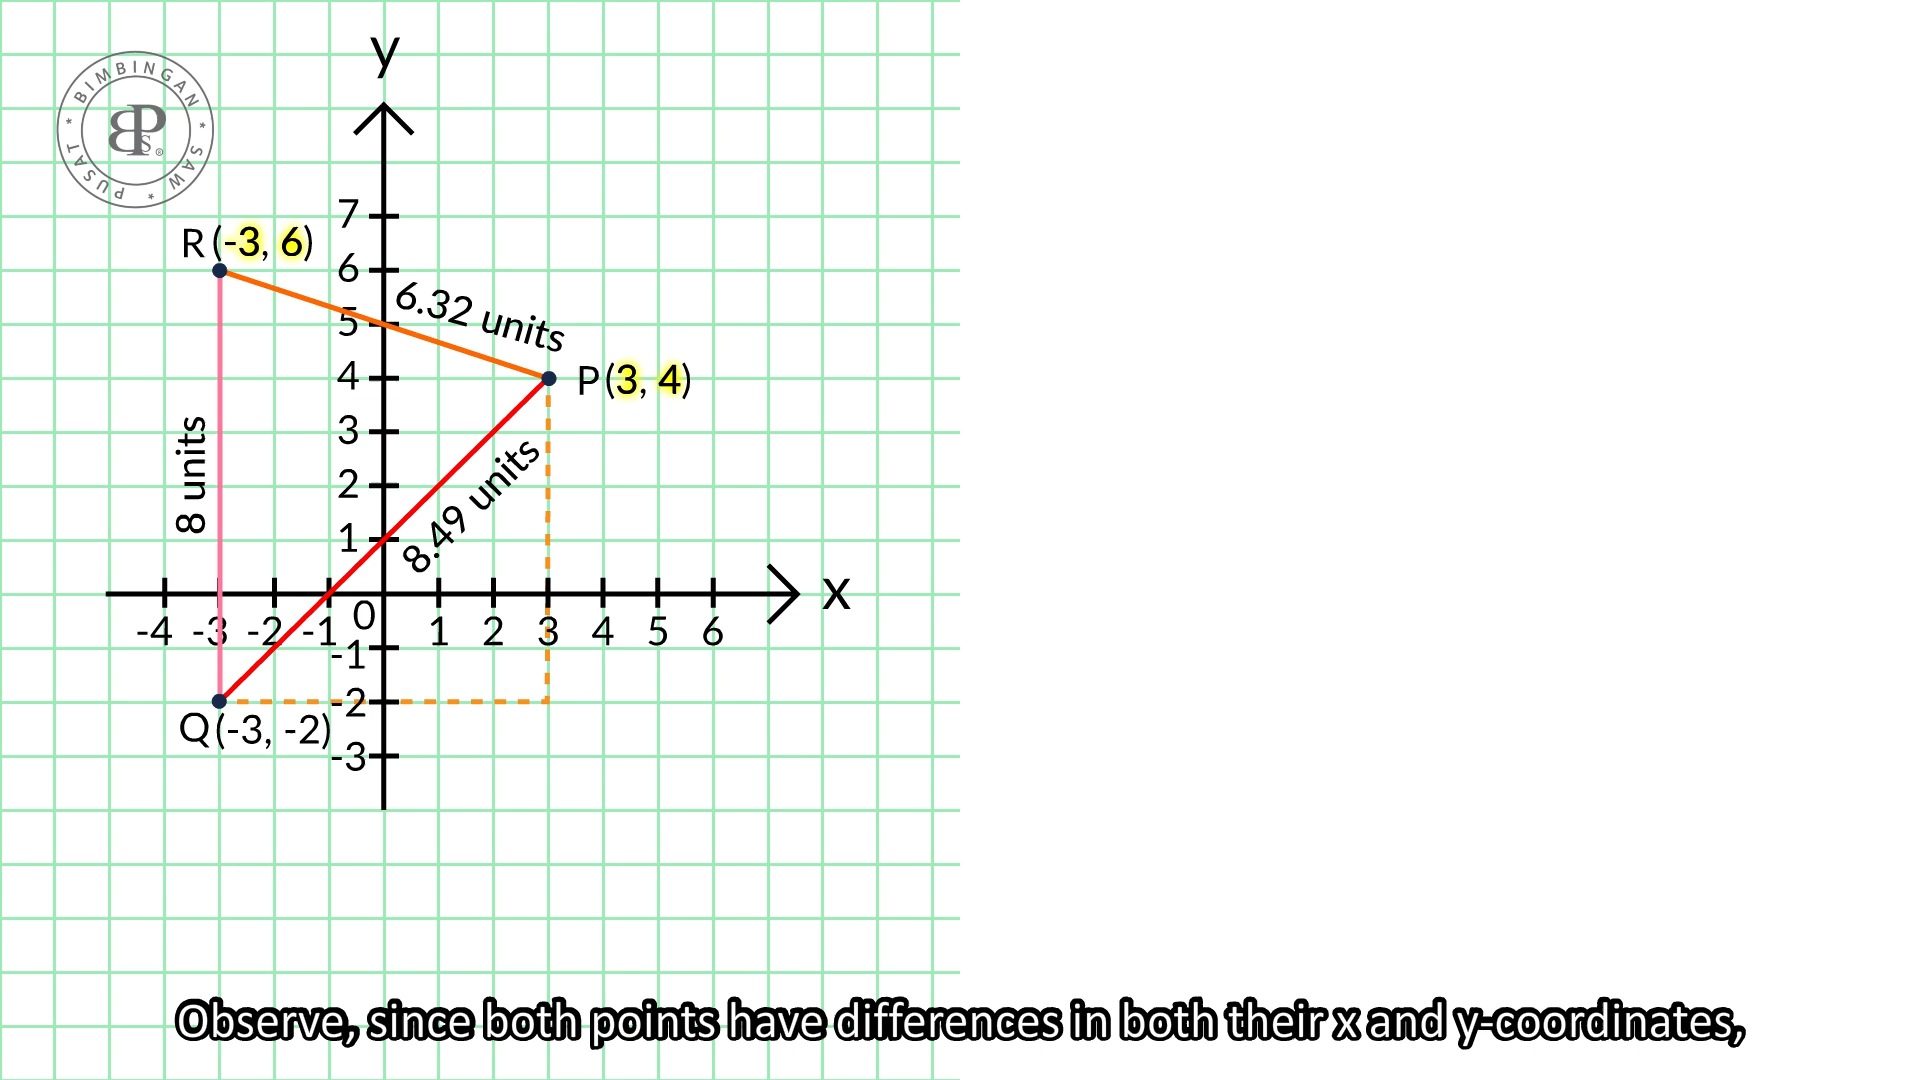 y
PUSAT * BIMBINGAN * SAW *
BPS ®
7
R(-3, 6)
6
6.32 units
5
4
P(3, 4)
3
8 units
2
8.49 units
1
x
0
-4 -3 -2 -1 1 2 3 4 5 6
-1
-2
Q(-3, -2)
-3
Observe, since both points have differences in both their x and y-coordinates,